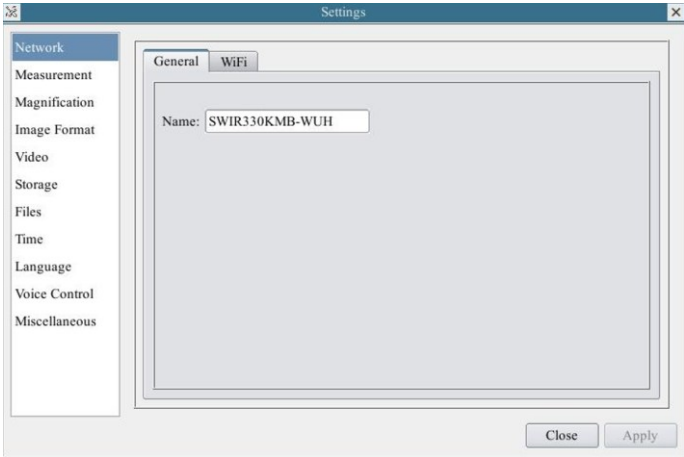 Settings
Network
Measurement
Magnification
Image Format
Video
Storage
Files
Time
Language
Voice Control
Miscellaneous
General WiFi
Name: SWIR330KMB-WUH
Close Apply